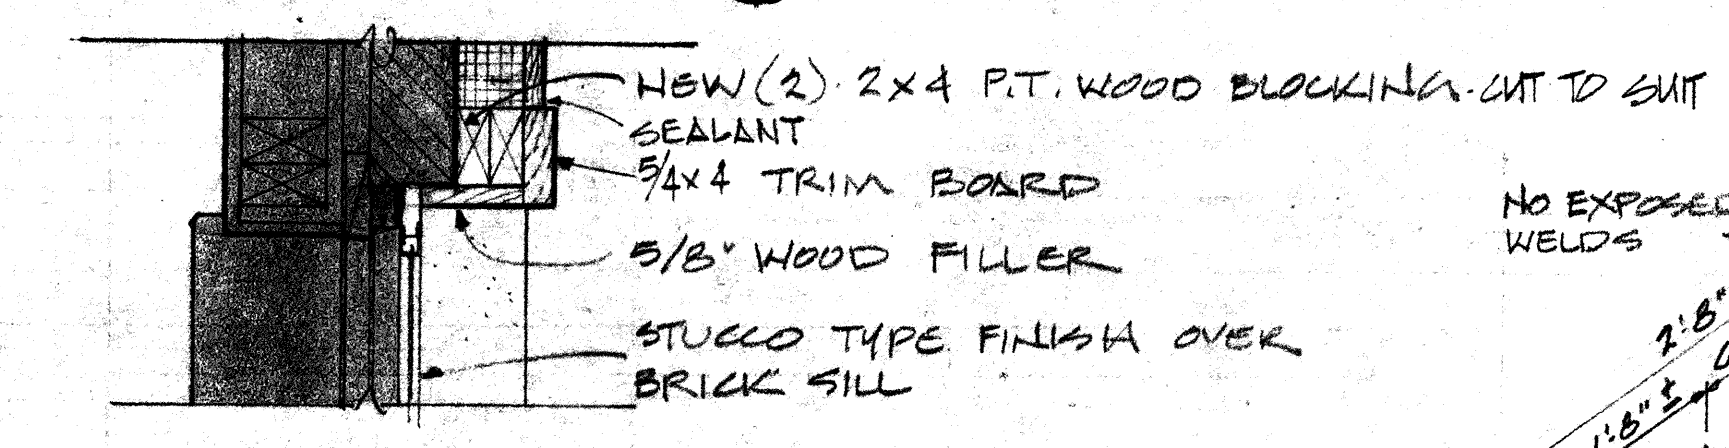 NEW (2) 2x4 P.T. WOOD BLOCKING-CUT TO SUIT
SEALANT
5/4x4 TRIM BOARD
5/8" WOOD FILLER
STUCCO TYPE FINISH OVER
BRICK SILL
NO EXPOSED
WELDS
2'-8"
1'-8" ±